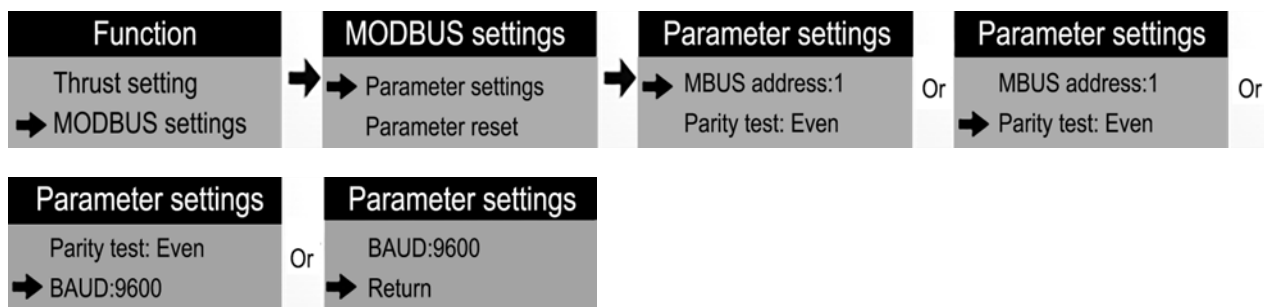 Function
Thrust setting
MODBUS settings
MODBUS settings
Parameter settings
Parameter reset
Parameter settings
MBUS address:1
Parity test: Even
Or
Parameter settings
MBUS address:1
Parity test: Even
Or
Parameter settings
Parity test: Even
BAUD:9600
Or
Parameter settings
BAUD:9600
Return